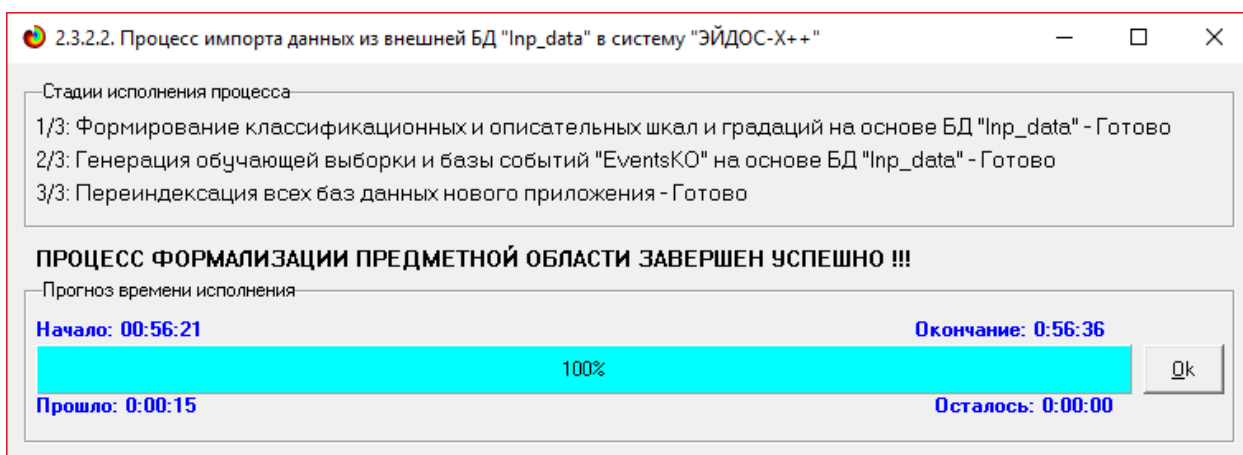 2.3.2.2. Процесс импорта данных из внешней БД "Inp_data" в систему "ЭЙДОС-X++"
Стадии исполнения процесса
1/3: Формирование классификационных и описательных шкал и градаций на основе БД "Inp_data" - Готово
2/3: Генерация обучающей выборки и базы событий "EventsKO" на основе БД "Inp_data" - Готово
3/3: Переиндексация всех баз данных нового приложения - Готово
ПРОЦЕСС ФОРМАЛИЗАЦИИ ПРЕДМЕТНОЙ ОБЛАСТИ ЗАВЕРШЕН УСПЕШНО !!!
Прогноз времени исполнения
Начало: 00:56:21 Окончание: 0:56:36
100% Ok
Прошло: 0:00:15 Осталось: 0:00:00